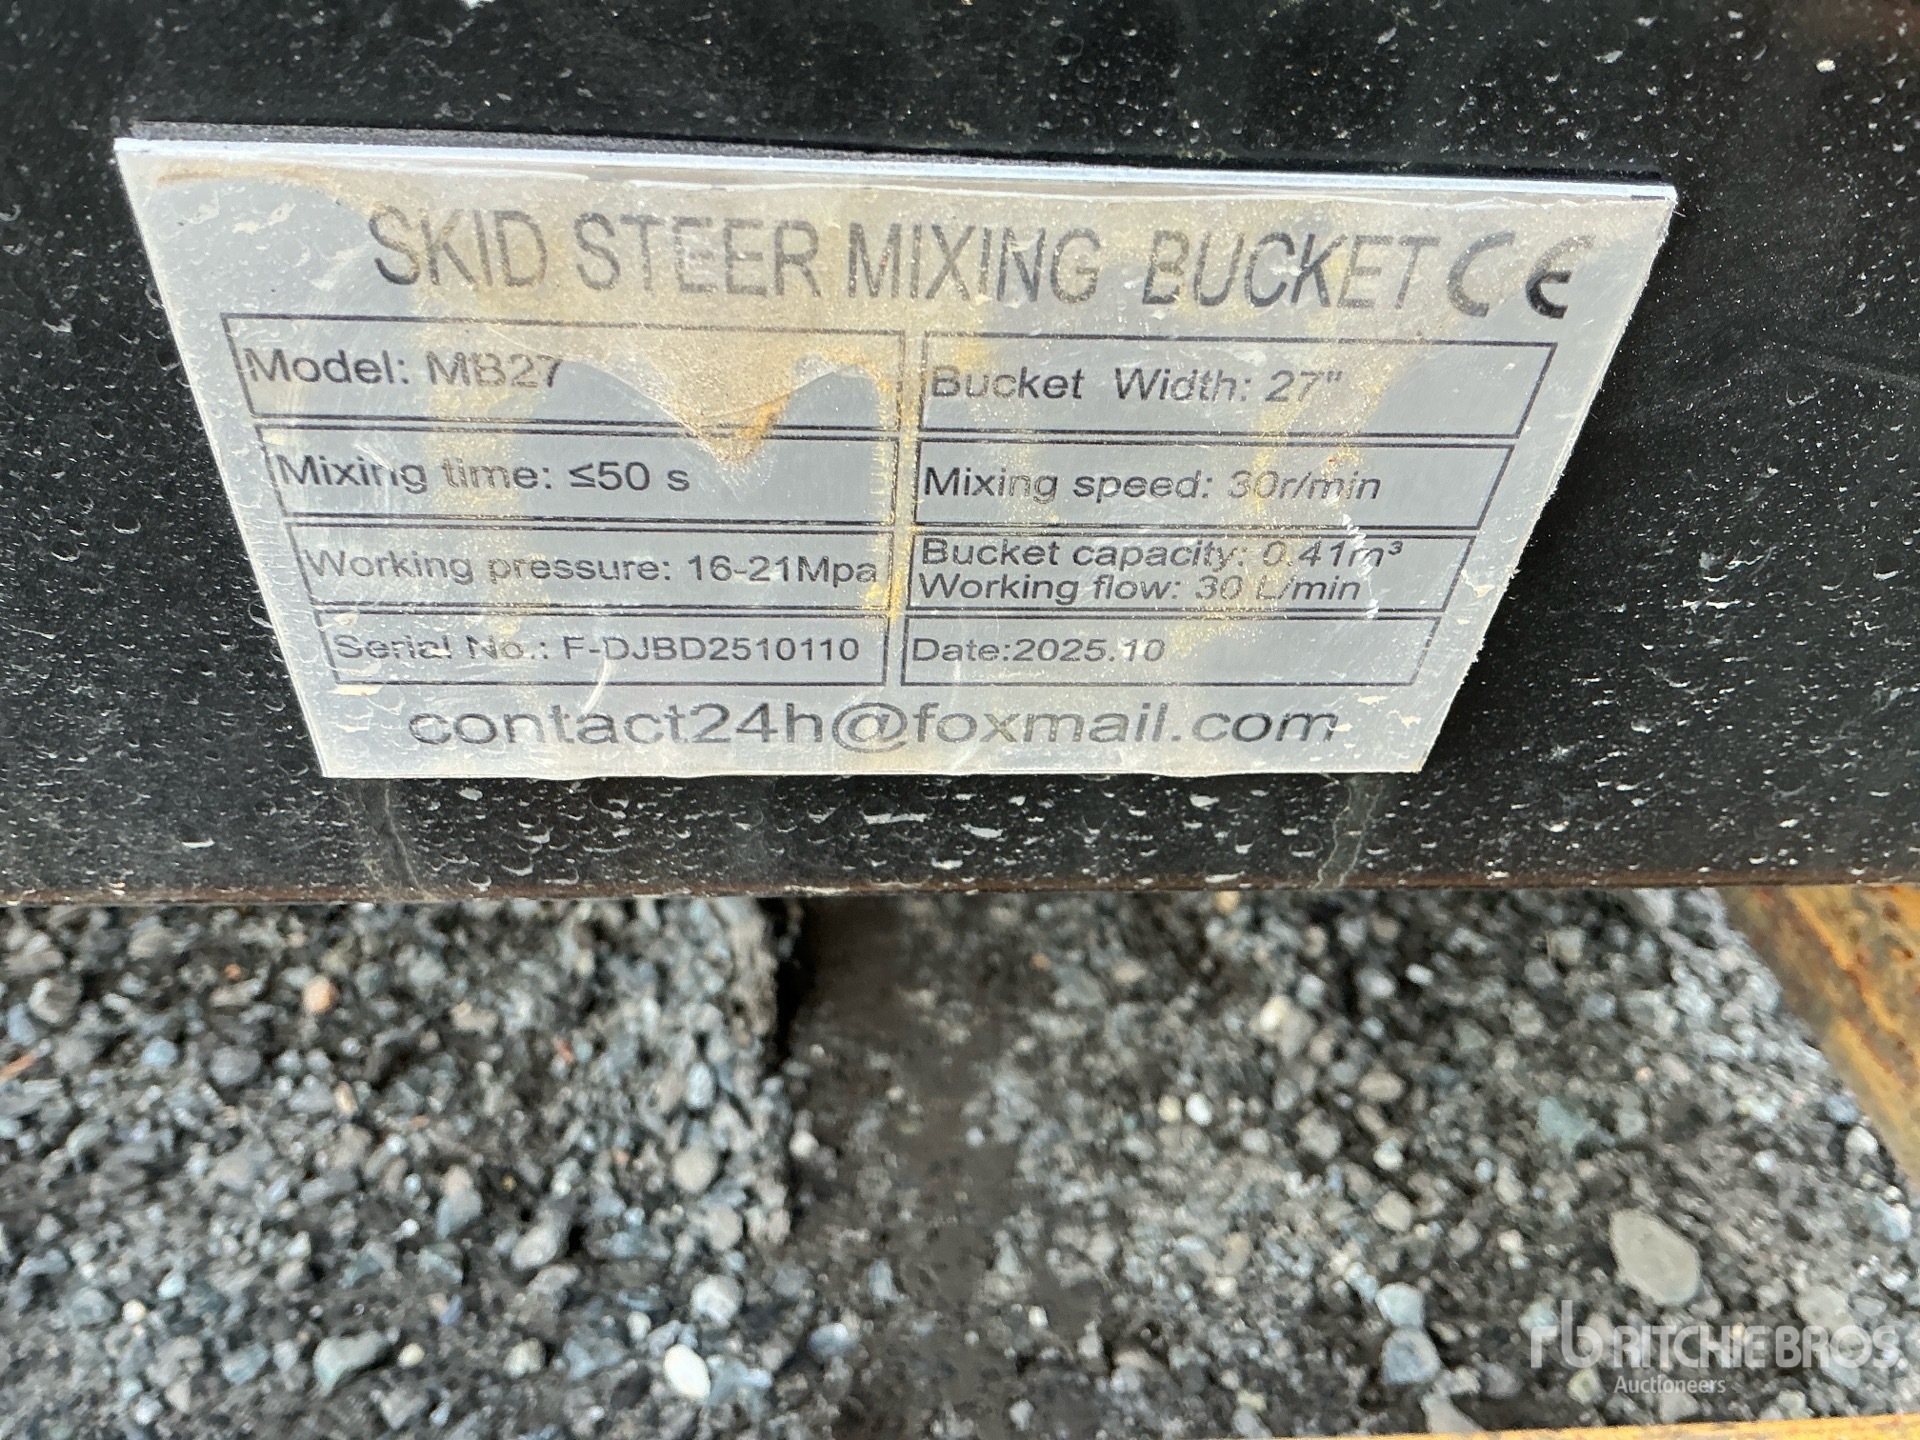 SKID STEER MIXING BUCKET CE
Model: MB27
Bucket Width: 27"
Mixing time: ≤50 s
Mixing speed: 30r/min
Working pressure: 16-21Mpa
Bucket capacity: 0.41m³
Working flow: 30 L/min
Serial No.: F-DJBD2510110
Date:2025.10
contact24h@foxmail.com
rb RITCHIE BROS.
Auctioneers